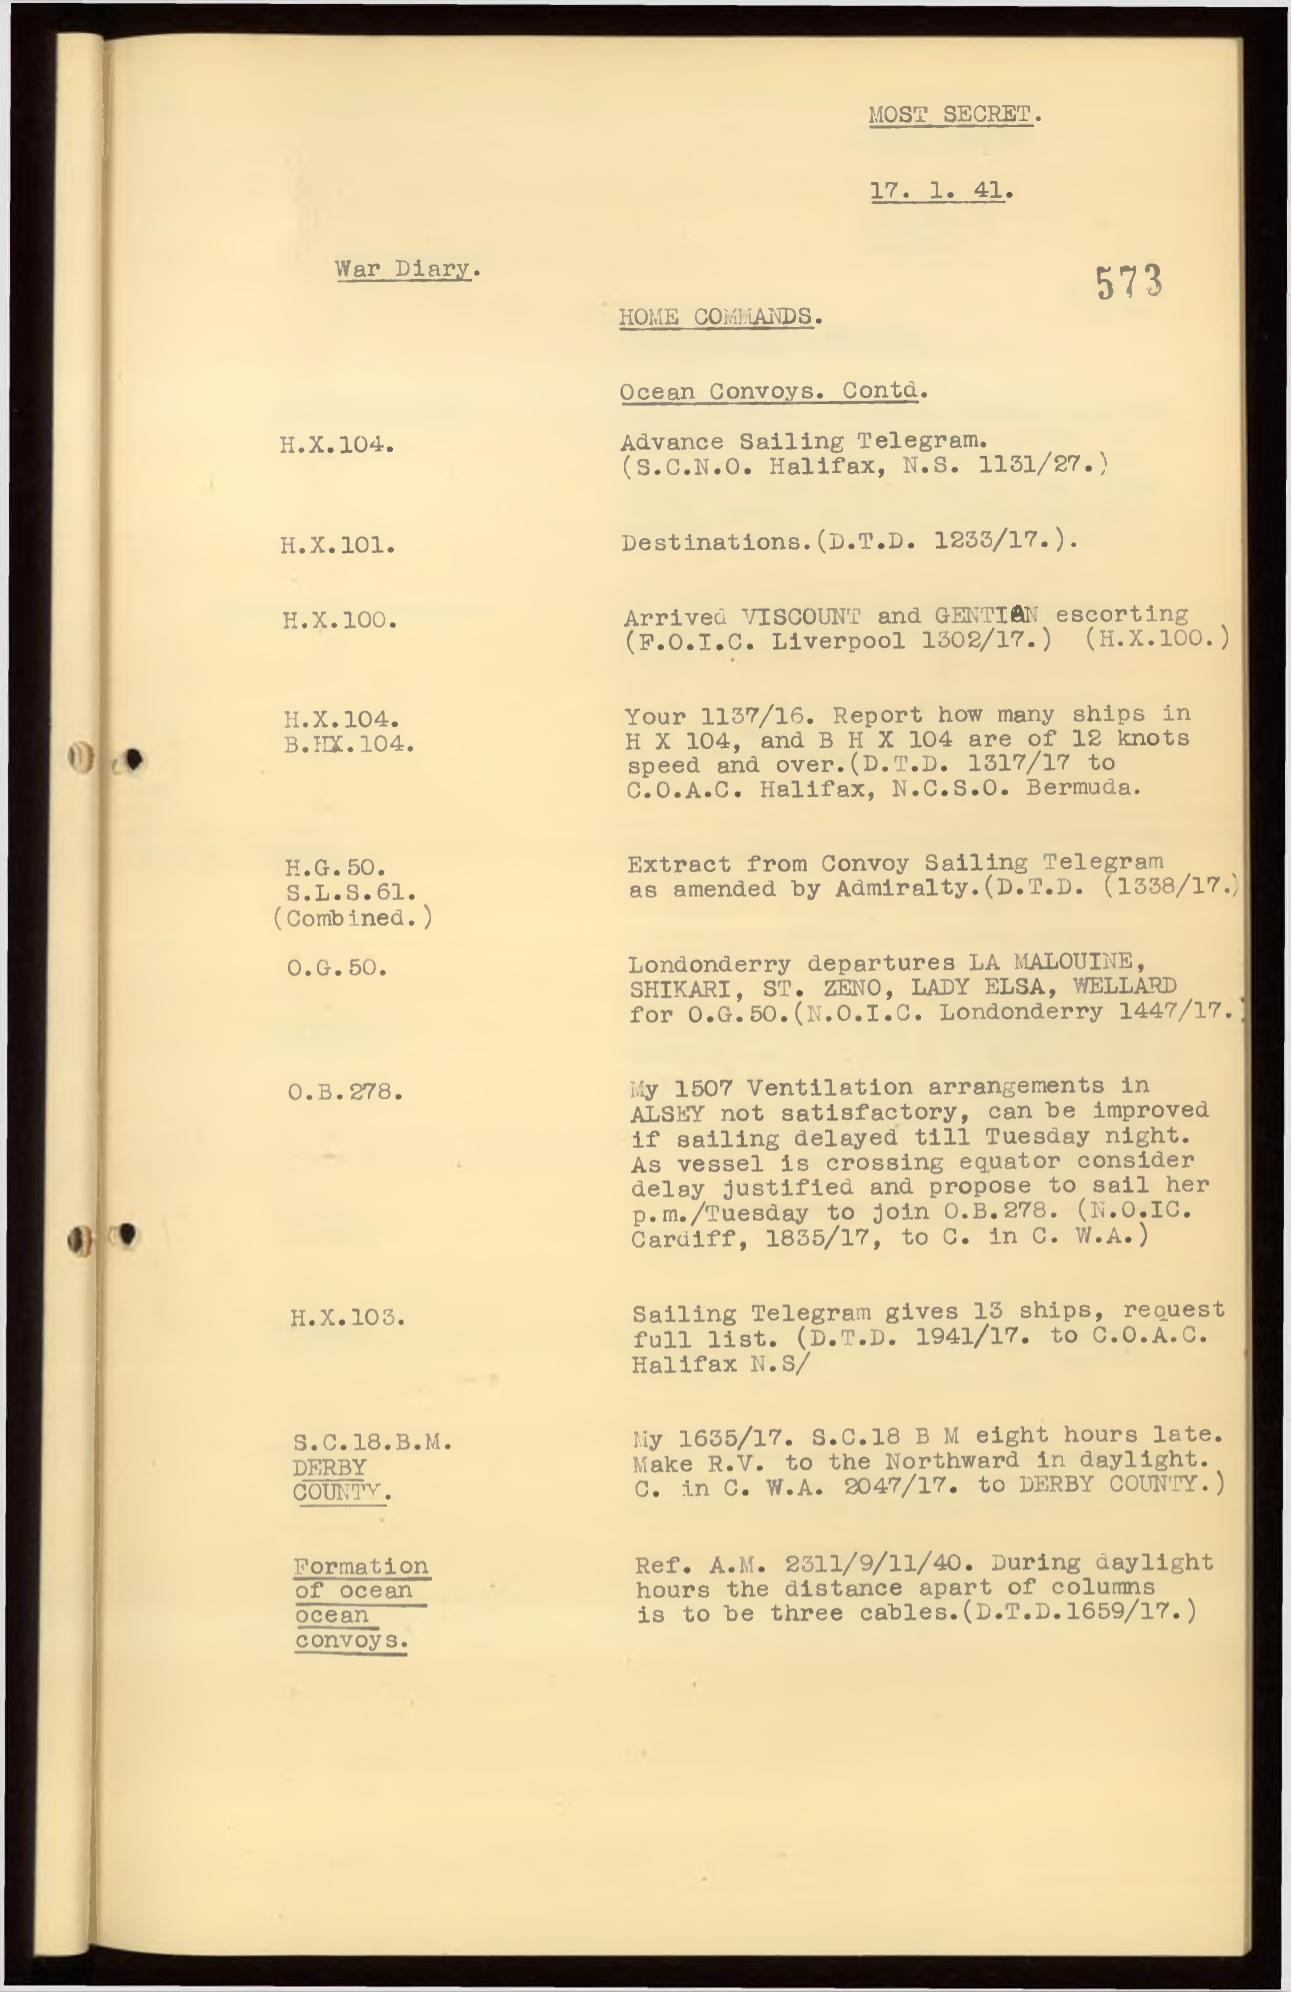 MOST SECRET.
17. 1. 41.
War Diary.
573
HOME COMMANDS.
Ocean Convoys. Contd.
H.X.104. Advance Sailing Telegram.
(S.C.N.O. Halifax, N.S. 1131/27.)
H.X.101. Destinations.(D.T.D. 1233/17.).
H.X.100. Arrived VISCOUNT and GENTIAN escorting
(F.O.I.C. Liverpool 1302/17.) (H.X.100.)
H.X.104. Your 1137/16. Report how many ships in
B.HX.104. H X 104, and B H X 104 are of 12 knots
speed and over.(D.T.D. 1317/17 to
C.O.A.C. Halifax, N.C.S.O. Bermuda.
H.G.50. Extract from Convoy Sailing Telegram
S.L.S.61. as amended by Admiralty.(D.T.D. (1338/17.)
(Combined.)
O.G.50. Londonderry departures LA MALOUINE,
SHIKARI, ST. ZENO, LADY ELSA, WELLARD
for O.G.50.(N.O.I.C. Londonderry 1447/17.)
O.B.278. My 1507 Ventilation arrangements in
ALSEY not satisfactory, can be improved
if sailing delayed till Tuesday night.
As vessel is crossing equator consider
delay justified and propose to sail her
p.m./Tuesday to join O.B.278. (N.O.IC.
Cardiff, 1835/17, to C. in C. W.A.)
H.X.103. Sailing Telegram gives 13 ships, request
full list. (D.T.D. 1941/17. to C.O.A.C.
Halifax N.S/
S.C.18.B.M. My 1635/17. S.C.18 B M eight hours late.
DERBY Make R.V. to the Northward in daylight.
COUNTY. C. in C. W.A. 2047/17. to DERBY COUNTY.)
Formation Ref. A.M. 2311/9/11/40. During daylight
of ocean hours the distance apart of columns
ocean is to be three cables.(D.T.D.1659/17.)
convoys.